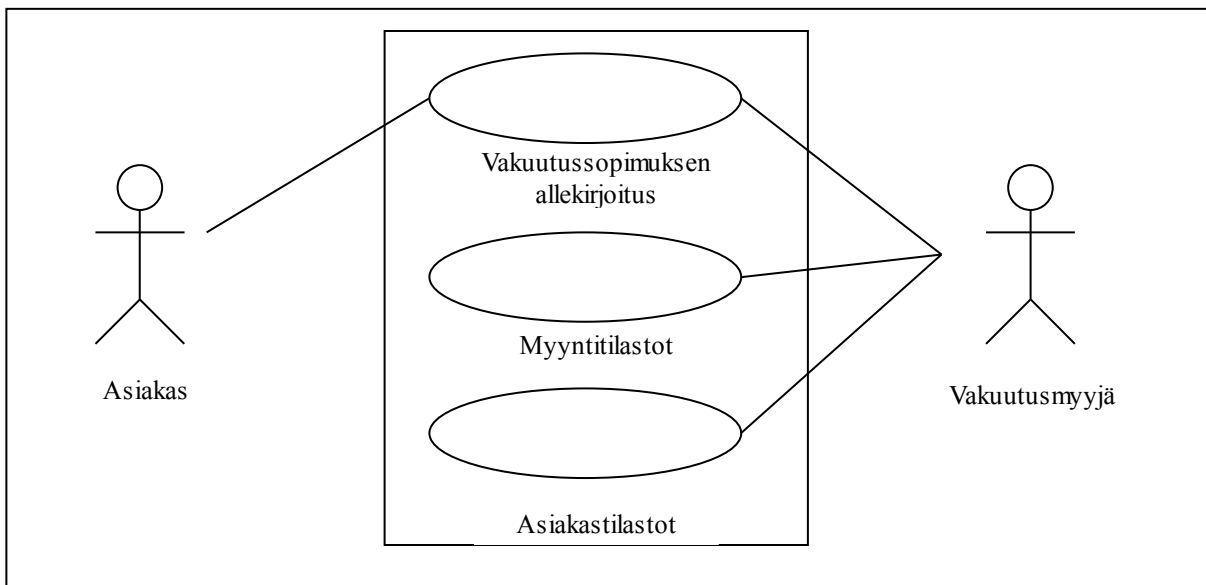 Vakuutussopimuksen
allekirjoitus
Myyntitilastot
Asiakas
Vakuutusmyyjä
Asiakastilastot